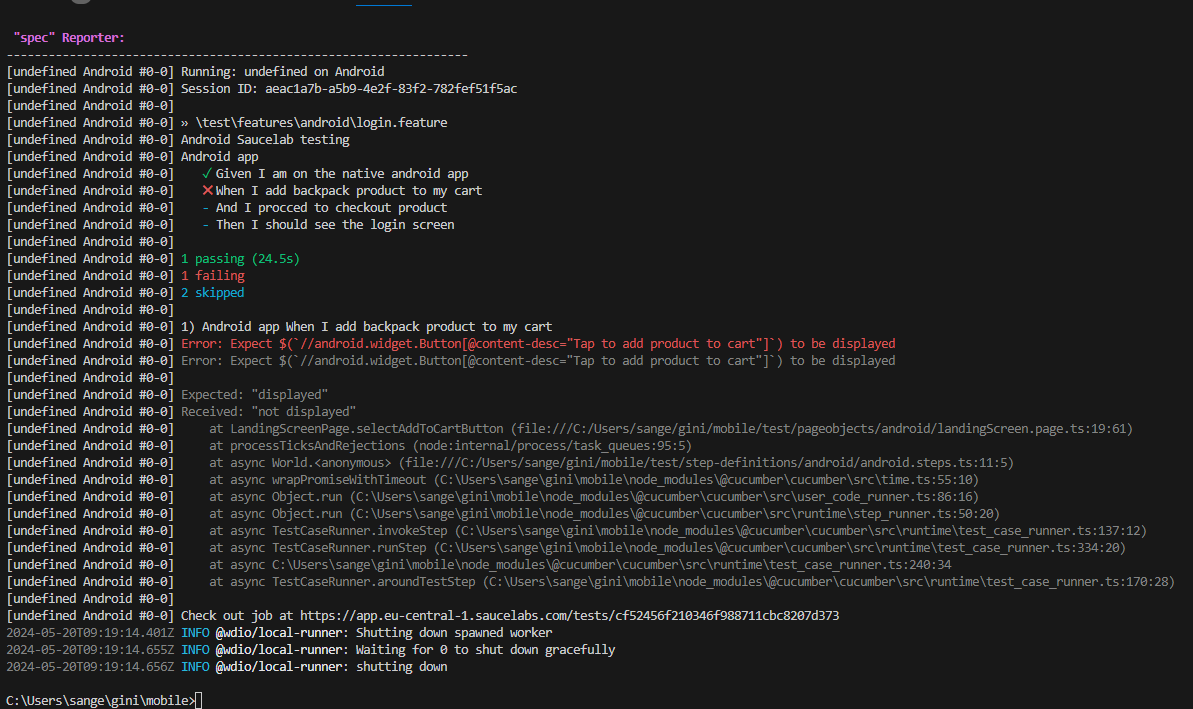 "spec" Reporter:
------------------------------------------------------------------
[undefined Android #0-0] Running: undefined on Android
[undefined Android #0-0] Session ID: aeac1a7b-a5b9-4e2f-83f2-782fef51f5ac
[undefined Android #0-0]
[undefined Android #0-0] » \test\features\android\login.feature
[undefined Android #0-0] Android Saucelab testing
[undefined Android #0-0] Android app
[undefined Android #0-0]    ✓ Given I am on the native android app
[undefined Android #0-0]    ❌When I add backpack product to my cart
[undefined Android #0-0]    - And I procced to checkout product
[undefined Android #0-0]    - Then I should see the login screen
[undefined Android #0-0]
[undefined Android #0-0] 1 passing (24.5s)
[undefined Android #0-0] 1 failing
[undefined Android #0-0] 2 skipped
[undefined Android #0-0]
[undefined Android #0-0] 1) Android app When I add backpack product to my cart
[undefined Android #0-0] Error: Expect $(`//android.widget.Button[@content-desc="Tap to add product to cart"]`) to be displayed
[undefined Android #0-0] Error: Expect $(`//android.widget.Button[@content-desc="Tap to add product to cart"]`) to be displayed
[undefined Android #0-0]
[undefined Android #0-0] Expected: "displayed"
[undefined Android #0-0] Received: "not displayed"
[undefined Android #0-0]     at LandingScreenPage.selectAddToCartButton (file:///C:/Users/sange/gini/mobile/test/pageobjects/android/landingScreen.page.ts:19:61)
[undefined Android #0-0]     at processTicksAndRejections (node:internal/process/task_queues:95:5)
[undefined Android #0-0]     at async World.<anonymous> (file:///C:/Users/sange/gini/mobile/test/step-definitions/android/android.steps.ts:11:5)
[undefined Android #0-0]     at async wrapPromiseWithTimeout (C:\Users\sange\gini\mobile\node_modules\@cucumber\cucumber\src\time.ts:55:10)
[undefined Android #0-0]     at async Object.run (C:\Users\sange\gini\mobile\node_modules\@cucumber\cucumber\src\user_code_runner.ts:86:16)
[undefined Android #0-0]     at async Object.run (C:\Users\sange\gini\mobile\node_modules\@cucumber\cucumber\src\runtime\step_runner.ts:50:20)
[undefined Android #0-0]     at async TestCaseRunner.invokeStep (C:\Users\sange\gini\mobile\node_modules\@cucumber\cucumber\src\runtime\test_case_runner.ts:137:12)
[undefined Android #0-0]     at async TestCaseRunner.runStep (C:\Users\sange\gini\mobile\node_modules\@cucumber\cucumber\src\runtime\test_case_runner.ts:334:20)
[undefined Android #0-0]     at async C:\Users\sange\gini\mobile\node_modules\@cucumber\cucumber\src\runtime\test_case_runner.ts:240:34
[undefined Android #0-0]     at async TestCaseRunner.aroundTestStep (C:\Users\sange\gini\mobile\node_modules\@cucumber\cucumber\src\runtime\test_case_runner.ts:170:28)
[undefined Android #0-0]
[undefined Android #0-0] Check out job at https://app.eu-central-1.saucelabs.com/tests/cf52456f210346f988711cbc8207d373
2024-05-20T09:19:14.401Z INFO @wdio/local-runner: Shutting down spawned worker
2024-05-20T09:19:14.655Z INFO @wdio/local-runner: Waiting for 0 to shut down gracefully
2024-05-20T09:19:14.656Z INFO @wdio/local-runner: shutting down
C:\Users\sange\gini\mobile>